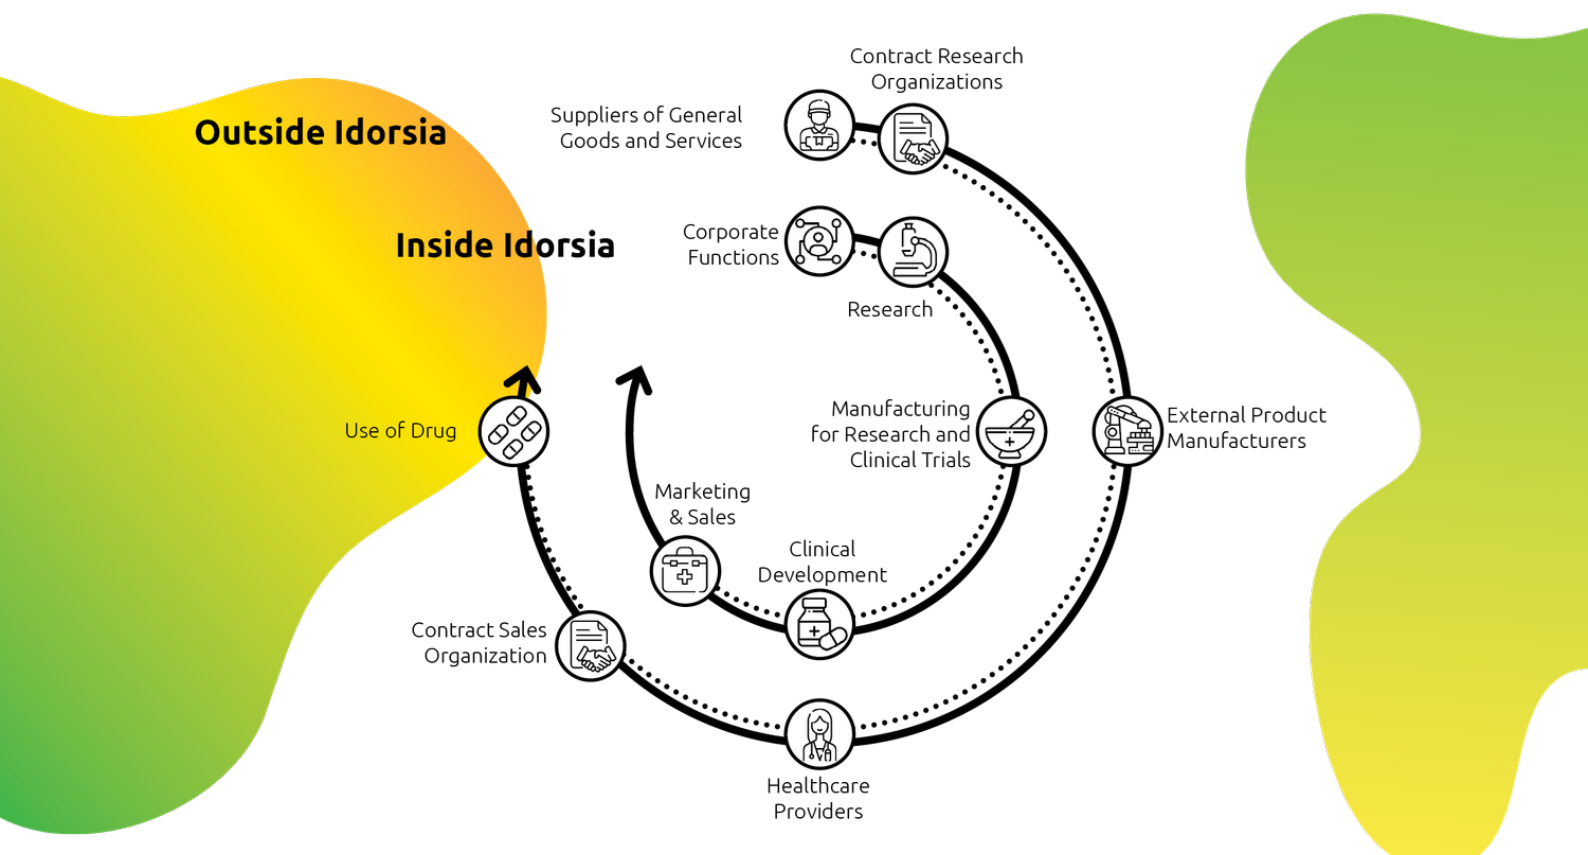 Contract Research
Organizations
Suppliers of General
Goods and Services
Outside Idorsia
Inside Idorsia
Corporate
Functions
Research
Manufacturing
for Research and
Clinical Trials
External Product
Manufacturers
Use of Drug
Marketing
& Sales
Clinical
Development
Contract Sales
Organization
Healthcare
Providers